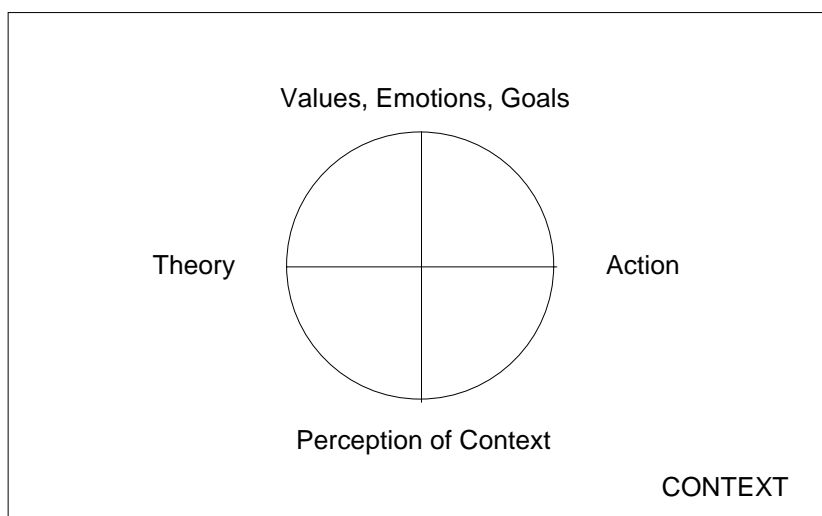 Values, Emotions, Goals
Theory
Action
Perception of Context
CONTEXT